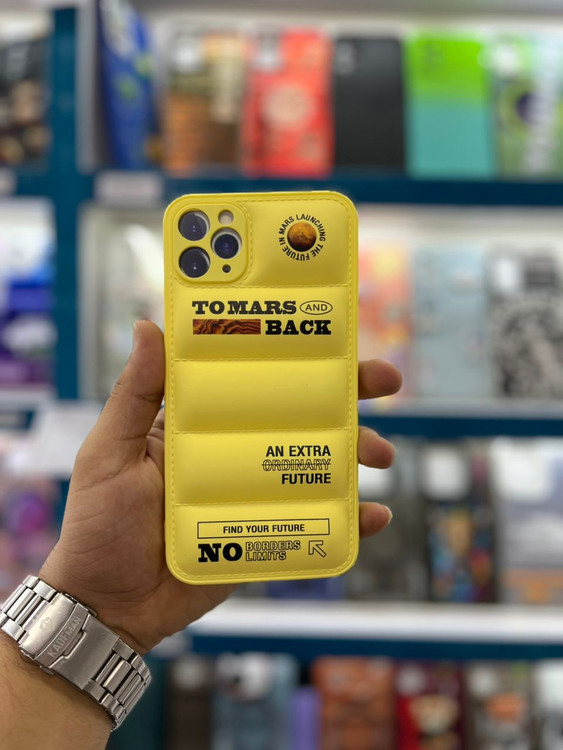 IN MARS LAUNCHING THE FUTURE
TO MARS AND
BACK
AN EXTRA
ORDINARY
FUTURE
FIND YOUR FUTURE
NO BORDERS
LIMITS
KAUFMAN